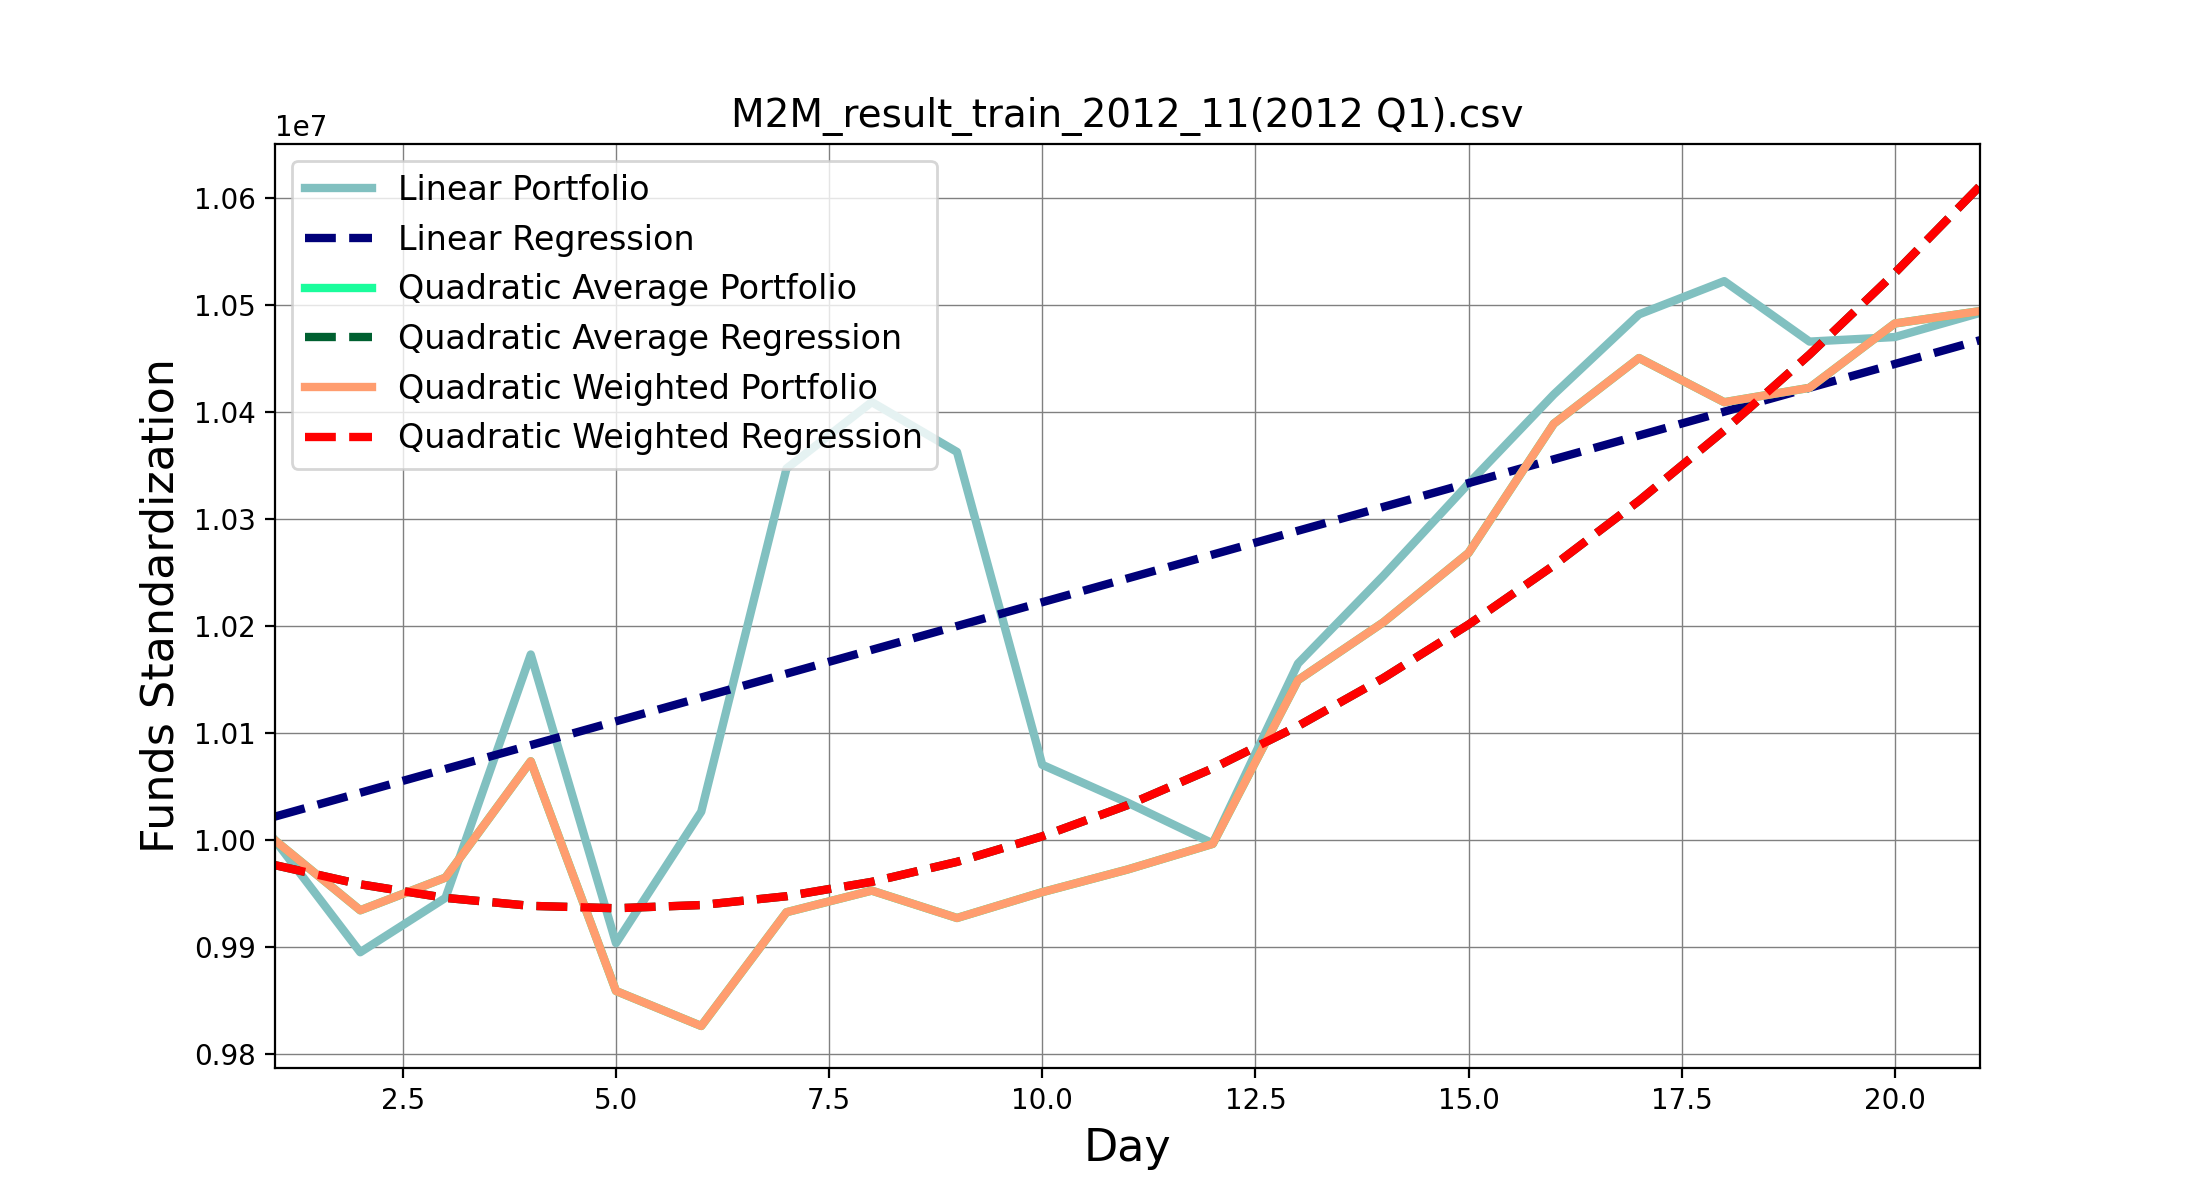 M2M_result_train_2012_11(2012 Q1).csv
1e7
Linear Portfolio
Linear Regression
Quadratic Average Portfolio
Quadratic Average Regression
Quadratic Weighted Portfolio
Quadratic Weighted Regression
1.06
1.05
1.04
1.03
1.02
1.01
1.00
0.99
0.98
Funds Standardization
2.5 5.0 7.5 10.0 12.5 15.0 17.5 20.0
Day